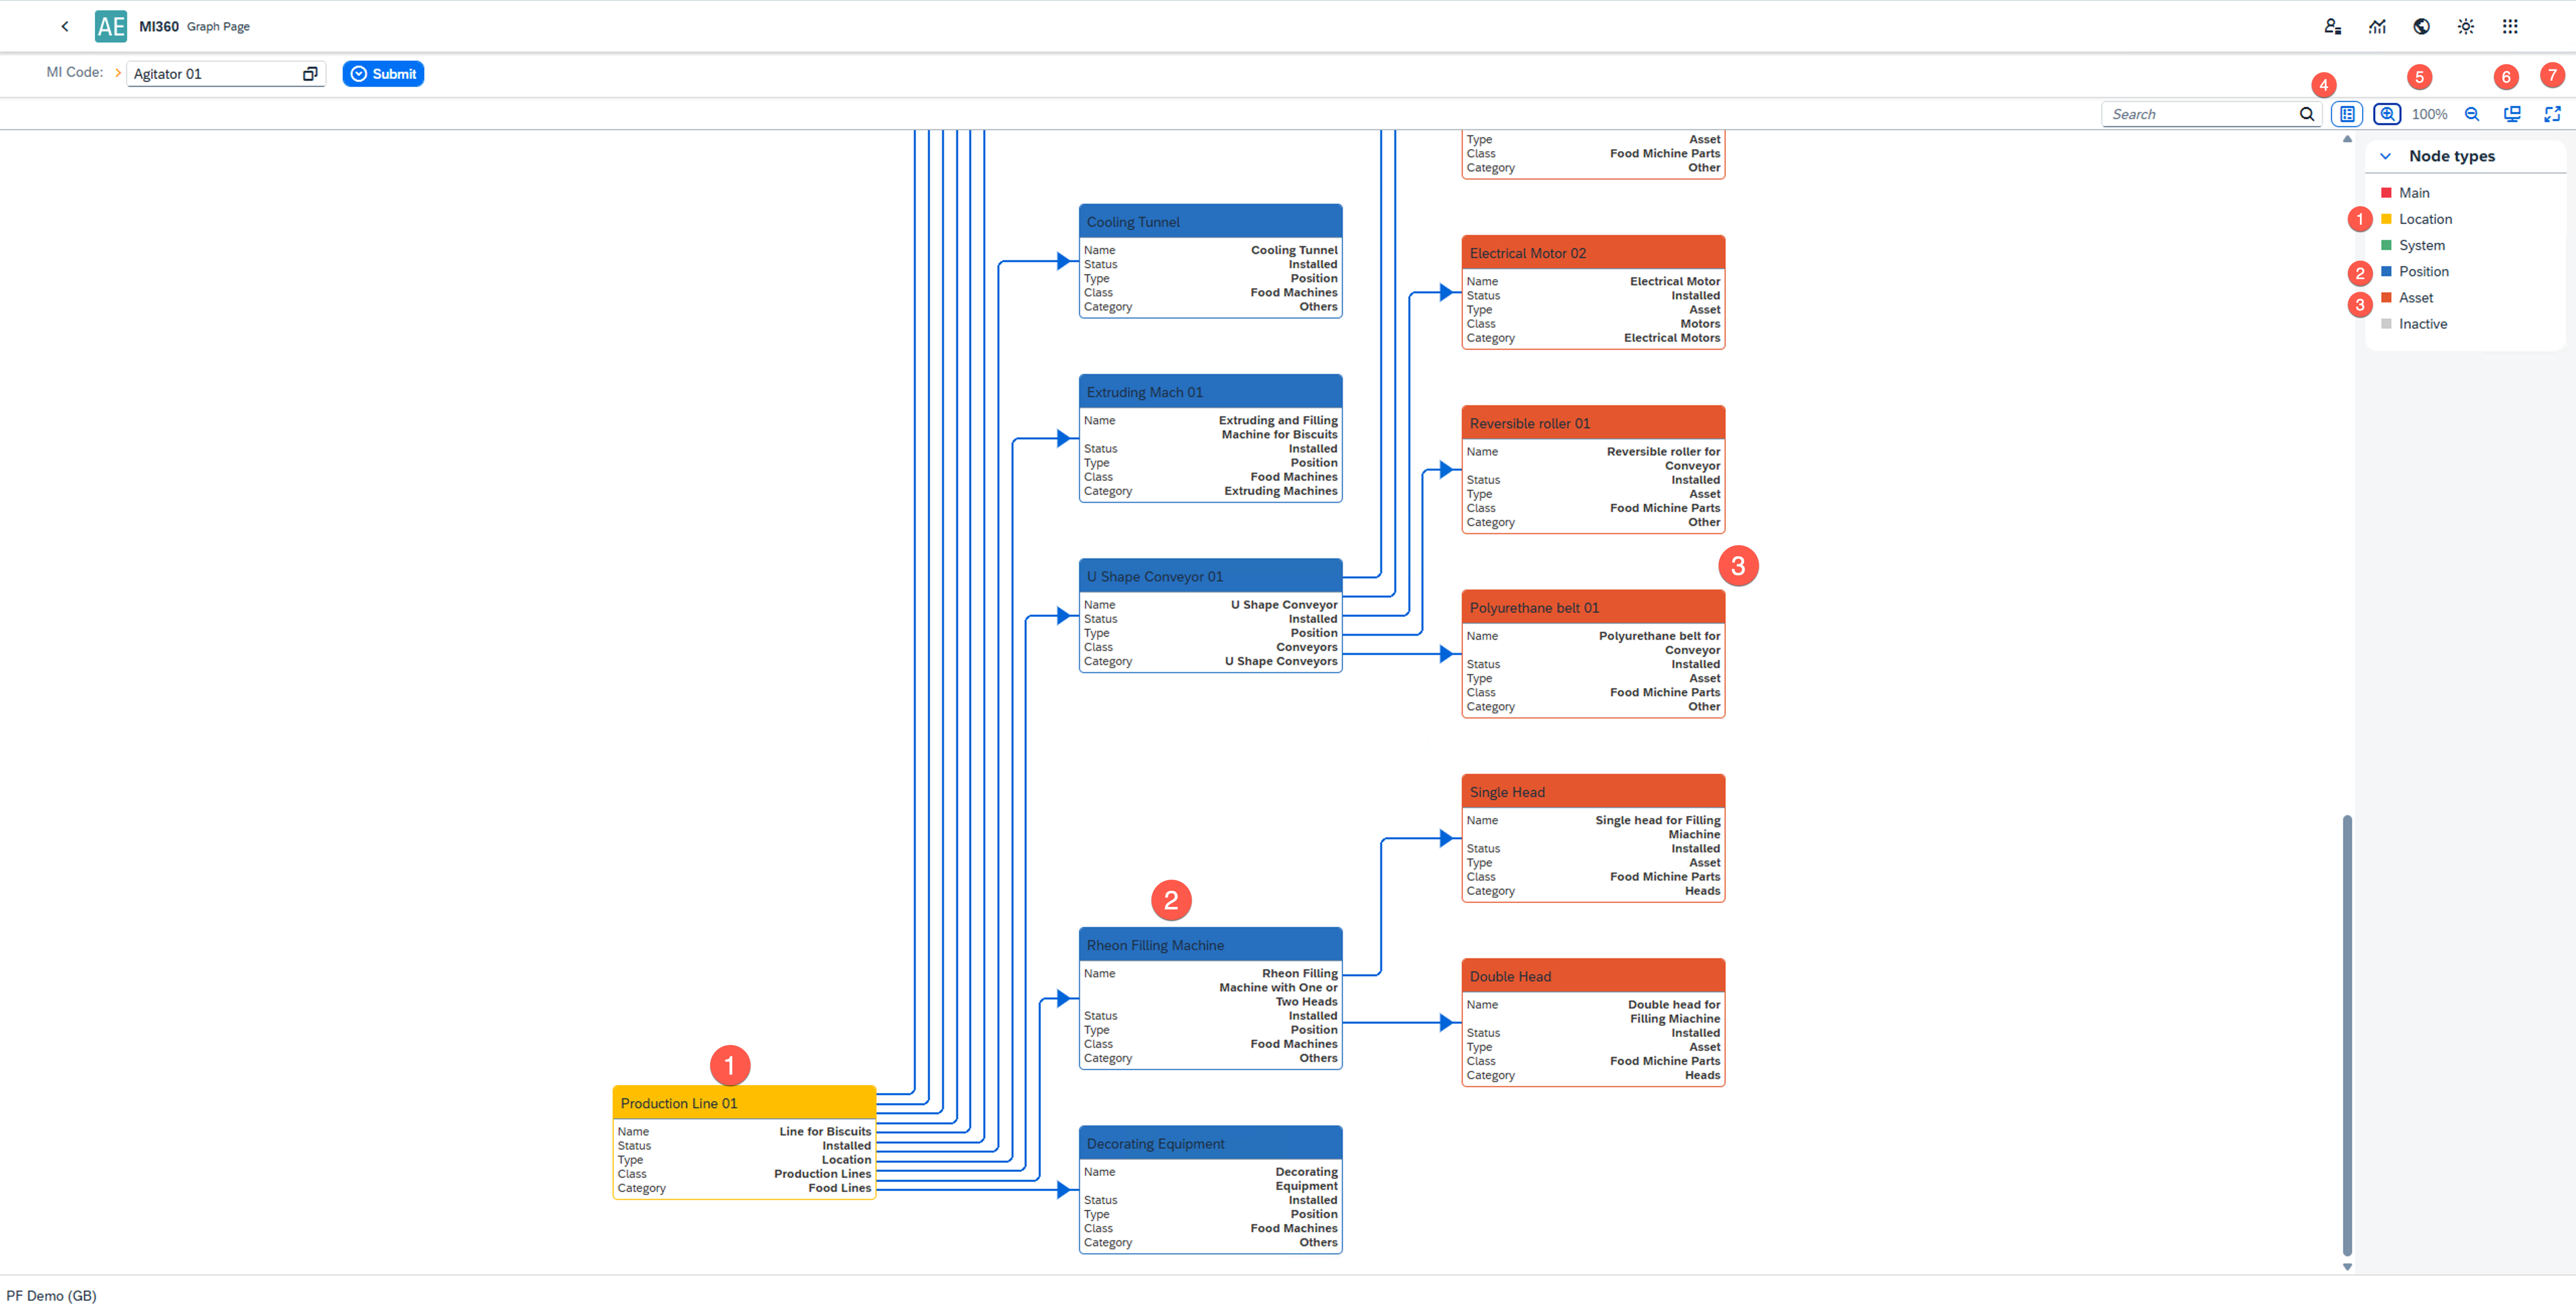 AE MI360 Graph Page
MI Code: Agitator 01 Submit
4 5 6 7
Search 100%
Node types
Main
1 Location
System
2 Position
3 Asset
Inactive
Type Asset
Class Food Michine Parts
Category Other
Cooling Tunnel
Name Cooling Tunnel
Status Installed
Type Position
Class Food Machines
Category Others
Electrical Motor 02
Name Electrical Motor
Status Installed
Type Asset
Class Motors
Category Electrical Motors
Extruding Mach 01
Name Extruding and Filling
Machine for Biscuits
Status Installed
Type Position
Class Food Machines
Category Extruding Machines
Reversible roller 01
Name Reversible roller for
Conveyor
Status Installed
Type Asset
Class Food Michine Parts
Category Other
3
U Shape Conveyor 01
Name U Shape Conveyor
Status Installed
Type Position
Class Conveyors
Category U Shape Conveyors
Polyurethane belt 01
Name Polyurethane belt for
Conveyor
Status Installed
Type Asset
Class Food Michine Parts
Category Other
Single Head
Name Single head for Filling
Miachine
Status Installed
Type Asset
Class Food Michine Parts
Category Heads
2
Rheon Filling Machine
Name Rheon Filling
Machine with One or
Two Heads
Status Installed
Type Position
Class Food Machines
Category Others
Double Head
Name Double head for
Filling Miachine
Status Installed
Type Asset
Class Food Michine Parts
Category Heads
1
Production Line 01
Name Line for Biscuits
Status Installed
Type Location
Class Production Lines
Category Food Lines
Decorating Equipment
Name Decorating
Equipment
Status Installed
Type Position
Class Food Machines
Category Others
PF Demo (GB)